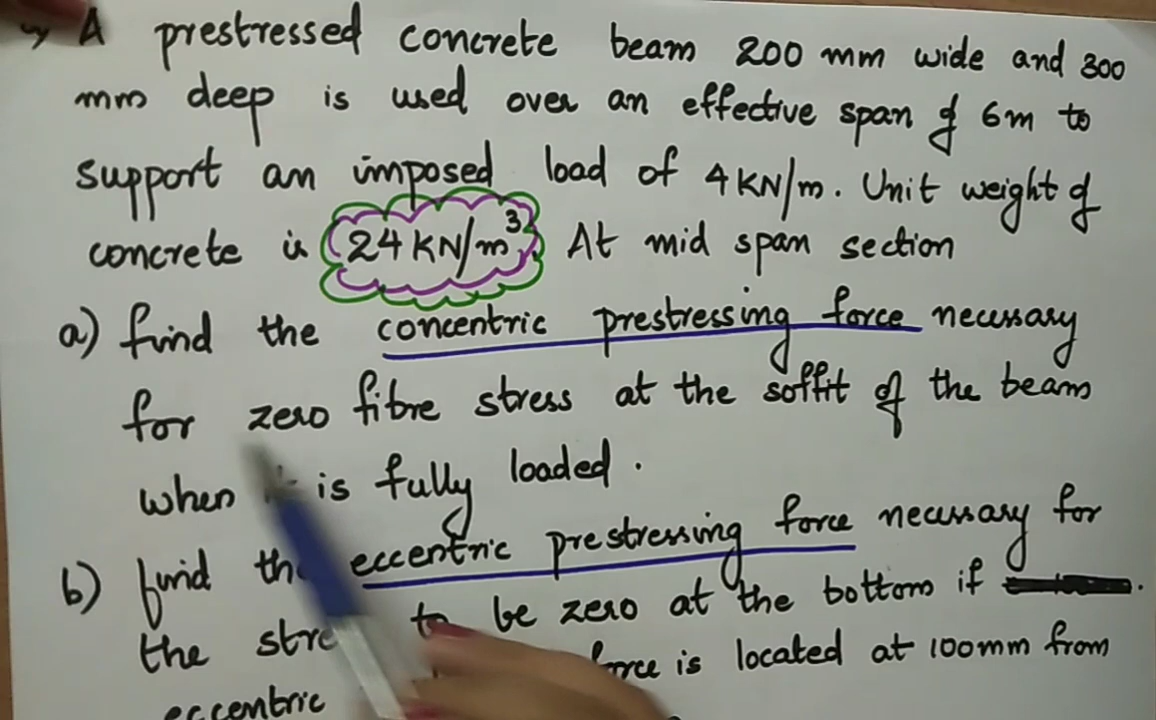 A prestressed concrete beam 200 mm wide and 300
mm deep is used over an effective span of 6m to
support an imposed load of 4 KN/m. Unit weight of
concrete is 24 KN/m³. At mid span section
a) find the concentric prestressing force necessary
for zero fibre stress at the soffit of the beam
when is fully loaded.
b) find the eccentric prestressing force necessary for
the to be zero at the bottom if
is located at 100mm from
eccentric